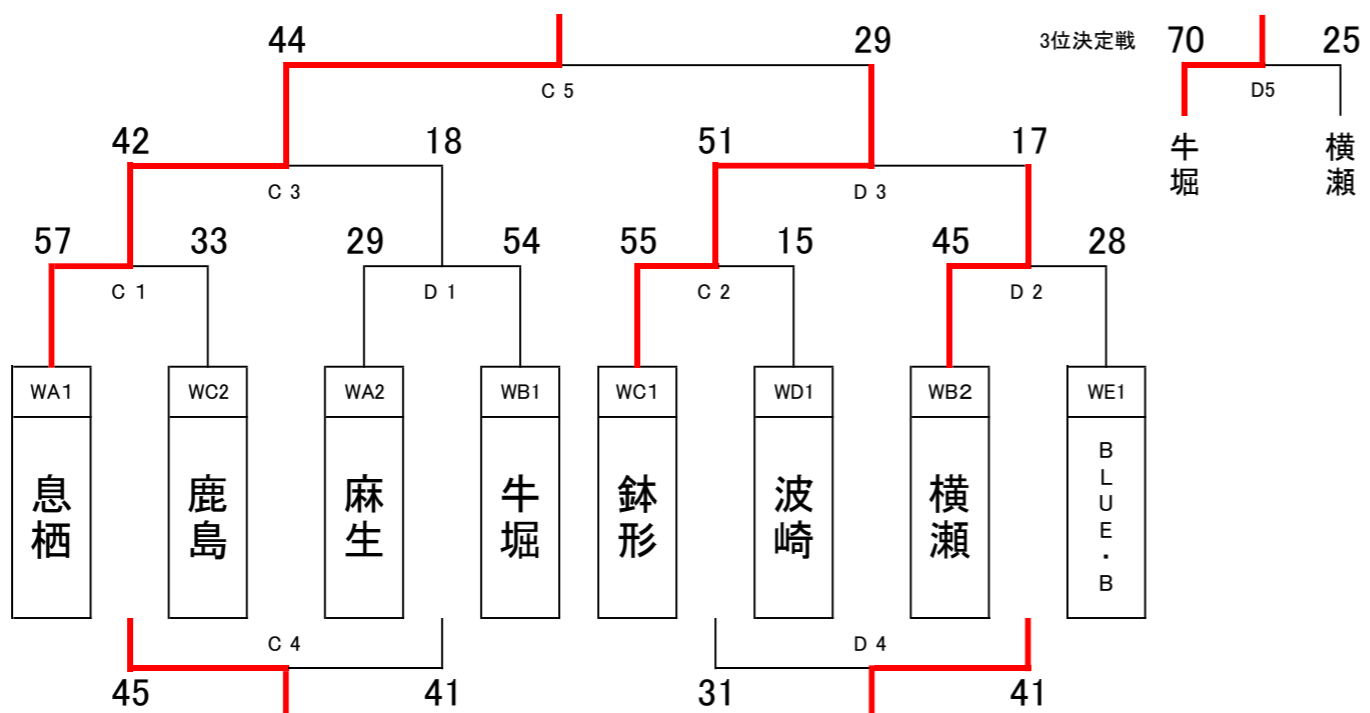 44 29 3位決定戦 70 25
C 5 D5
42 18 51 17 牛堀 横瀬
C 3 D 3
57 33 29 54 55 15 45 28
C 1 D 1 C 2 D 2
WA1 WC2 WA2 WB1 WC1 WD1 WB2 WE1
息栖 鹿島 麻生 牛堀 鉢形 波崎 横瀬 BLUE・B
C 4 D 4
45 41 31 41